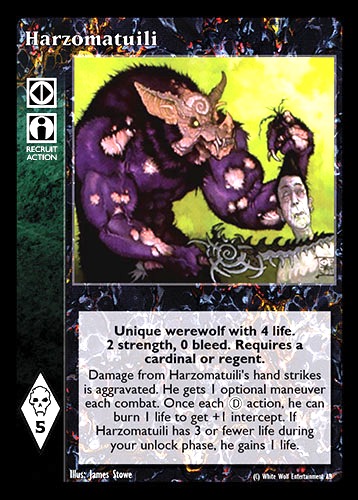 Harzomatuili
RECRUIT
ACTION
Unique werewolf with 4 life.
2 strength, 0 bleed. Requires a
cardinal or regent.
Damage from Harzomatuili's hand strikes
is aggravated. He gets 1 optional maneuver
each combat. Once each Ⓓ action, he can
burn 1 life to get +1 intercept. If
Harzomatuili has 3 or fewer life during
your unlock phase, he gains 1 life.
5
Illus: James Stowe
(C) White Wolf Entertainment AB